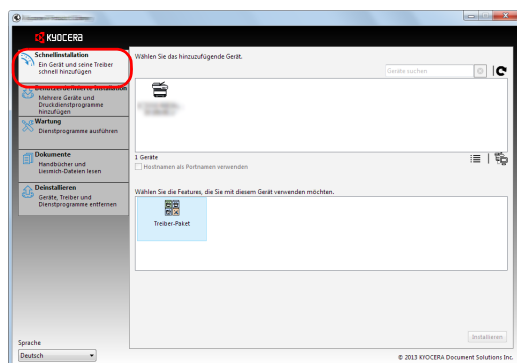 KYOCERA
Schnellinstallation
Ein Gerät und seine Treiber
schnell hinzufügen
Benutzerdefinierte Installation
Mehrere Geräte und
Druckdienstprogramme
hinzufügen
Wartung
Dienstprogramme ausführen
Dokumente
Handbücher und
Liesmich-Dateien lesen
Deinstallieren
Geräte, Treiber und
Dienstprogramme entfernen
Sprache
Deutsch
Wählen Sie das hinzuzufügende Gerät.
Geräte suchen
1 Geräte
Hostnamen als Portnamen verwenden
Wählen Sie die Features, die Sie mit diesem Gerät verwenden möchten.
Treiber-Paket
Installieren
© 2013 KYOCERA Document Solutions Inc.